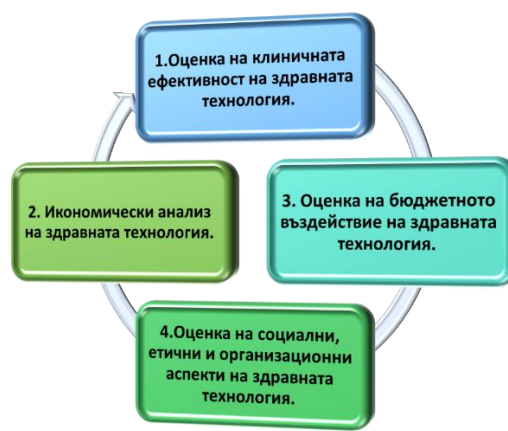 1.Оценка на клиничната
ефективност на здравната
технология.
2. Икономически анализ
на здравната технология.
3. Оценка на бюджетното
въздействие на здравната
технология.
4.Оценка на социални,
етични и организационни
аспекти на здравната
технология.